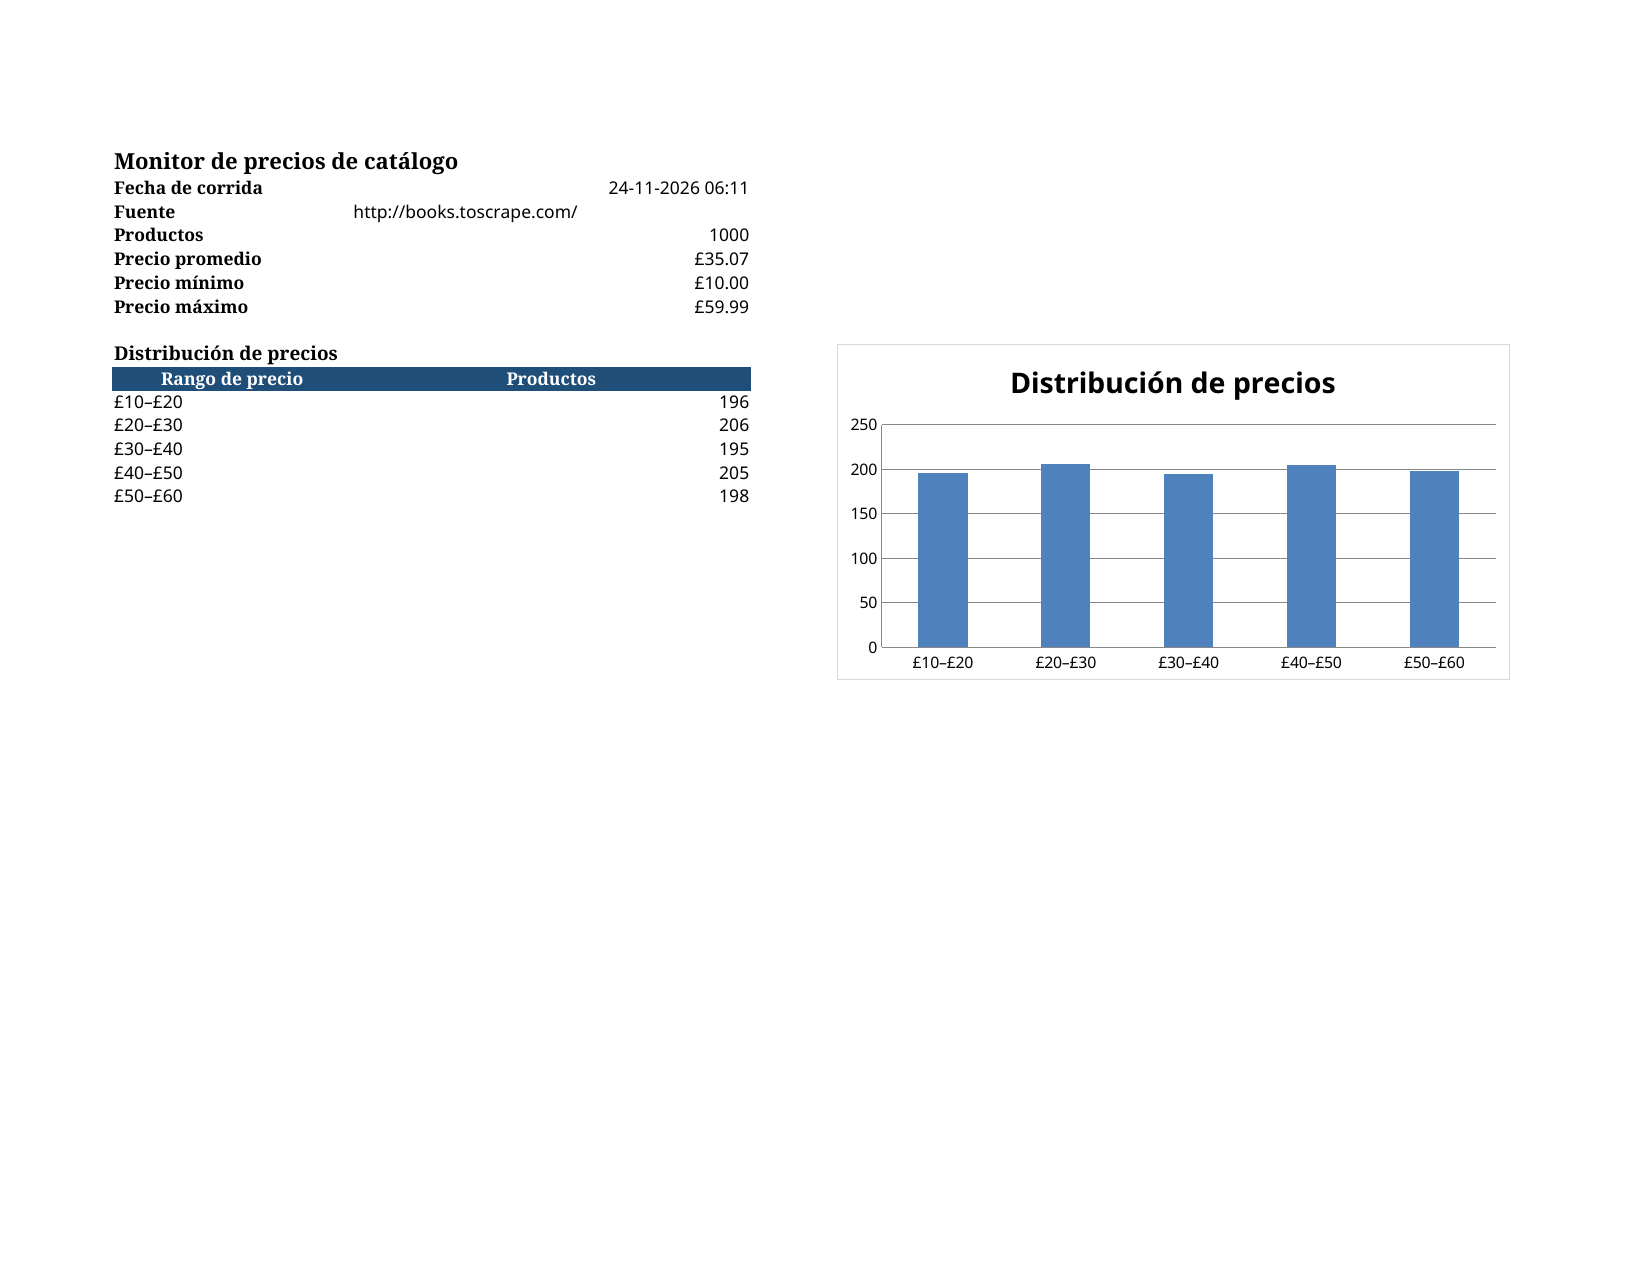 Monitor de precios de catálogo
Fecha de corrida 24-11-2026 06:11
Fuente http://books.toscrape.com/
Productos 1000
Precio promedio £35.07
Precio mínimo £10.00
Precio máximo £59.99
Distribución de precios
Rango de precio Productos
£10–£20 196
£20–£30 206
£30–£40 195
£40–£50 205
£50–£60 198
Distribución de precios
250
200
150
100
50
0
£10–£20 £20–£30 £30–£40 £40–£50 £50–£60